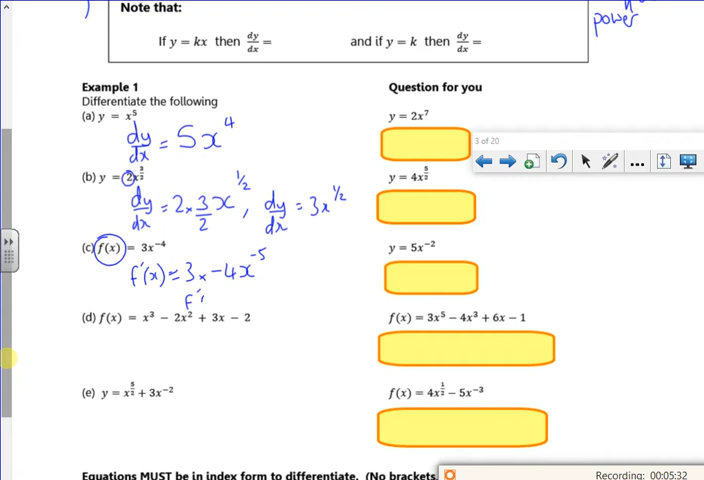 Note that:
power
If y = kx then dy/dx = and if y = k then dy/dx =
Example 1 Question for you
Differentiate the following
(a) y = x^5 y = 2x^7
dy/dx = 5x^4
3 of 20
(b) y = 2x^(3/2) y = 4x^(5/2)
dy/dx = 2 × 3/2 x^(1/2), dy/dx = 3x^(1/2)
(c) f(x) = 3x^-4 y = 5x^-2
f'(x) = 3 × -4x^-5
f'
(d) f(x) = x^3 − 2x^2 + 3x − 2 f(x) = 3x^5 − 4x^3 + 6x − 1
(e) y = x^(5/2) + 3x^-2 f(x) = 4x^(1/2) − 5x^-3
Equations MUST be in index form to differentiate. (No brackets,
Recording: 00:05:32